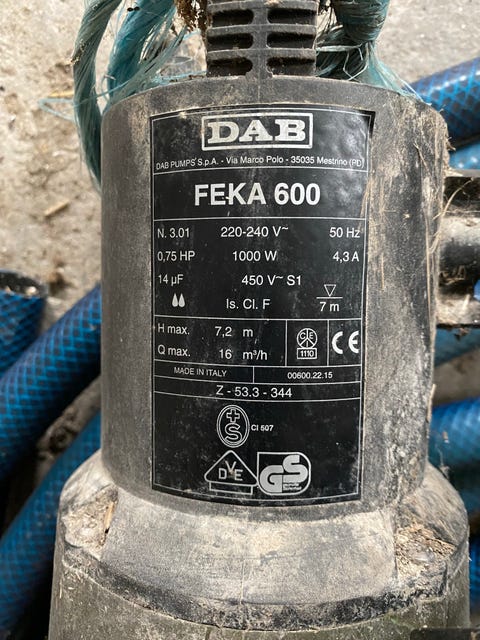 DAB
DAB PUMPS S.p.A. - Via Marco Polo - 35035 Mestrino (PD)
FEKA 600
N. 3.01 220-240 V~ 50 Hz
0,75 HP 1000 W 4,3 A
14 µF 450 V~ S1
Is. Cl. F 7 m
H max. 7,2 m
Q max. 16 m³/h
CE 1110
CE
MADE IN ITALY 00600.22.15
Z - 53.3 - 344
+S
CI 507
DVE
GS